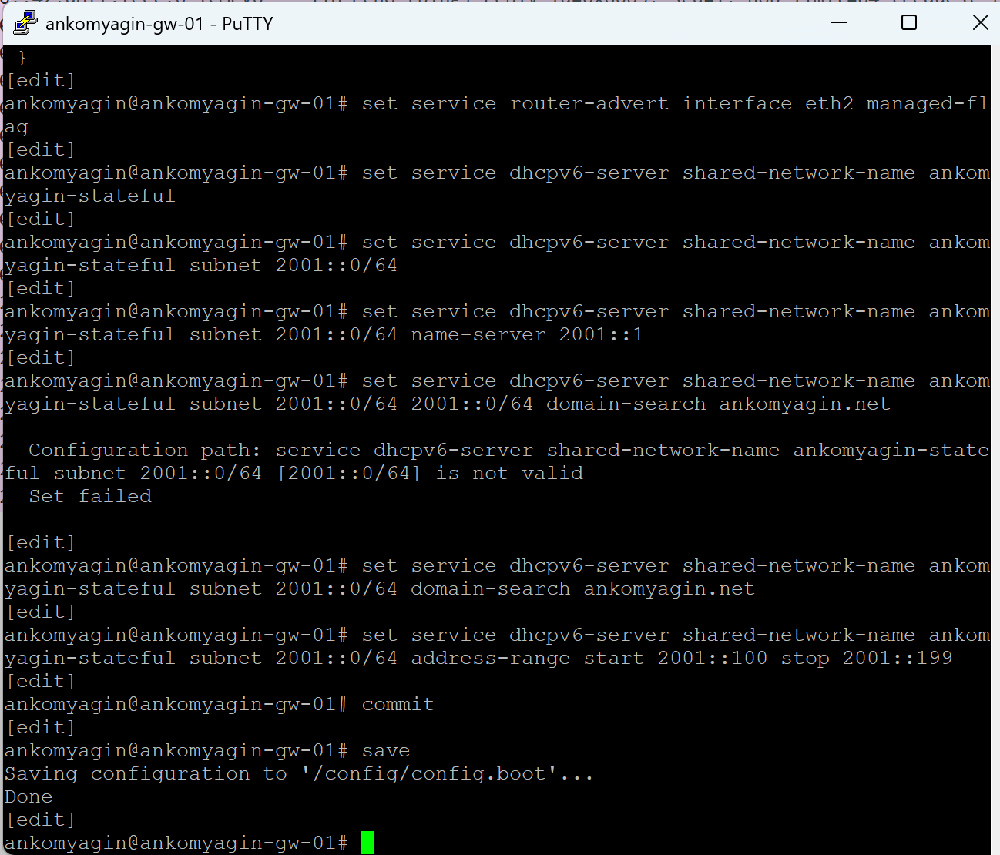 ankomyagin-gw-01 - PuTTY
}
[edit]
ankomyagin@ankomyagin-gw-01# set service router-advert interface eth2 managed-fl
ag
[edit]
ankomyagin@ankomyagin-gw-01# set service dhcpv6-server shared-network-name ankom
yagin-stateful
[edit]
ankomyagin@ankomyagin-gw-01# set service dhcpv6-server shared-network-name ankom
yagin-stateful subnet 2001::0/64
[edit]
ankomyagin@ankomyagin-gw-01# set service dhcpv6-server shared-network-name ankom
yagin-stateful subnet 2001::0/64 name-server 2001::1
[edit]
ankomyagin@ankomyagin-gw-01# set service dhcpv6-server shared-network-name ankom
yagin-stateful subnet 2001::0/64 2001::0/64 domain-search ankomyagin.net
Configuration path: service dhcpv6-server shared-network-name ankomyagin-state
ful subnet 2001::0/64 [2001::0/64] is not valid
Set failed
[edit]
ankomyagin@ankomyagin-gw-01# set service dhcpv6-server shared-network-name ankom
yagin-stateful subnet 2001::0/64 domain-search ankomyagin.net
[edit]
ankomyagin@ankomyagin-gw-01# set service dhcpv6-server shared-network-name ankom
yagin-stateful subnet 2001::0/64 address-range start 2001::100 stop 2001::199
[edit]
ankomyagin@ankomyagin-gw-01# commit
[edit]
ankomyagin@ankomyagin-gw-01# save
Saving configuration to '/config/config.boot'...
Done
[edit]
ankomyagin@ankomyagin-gw-01#